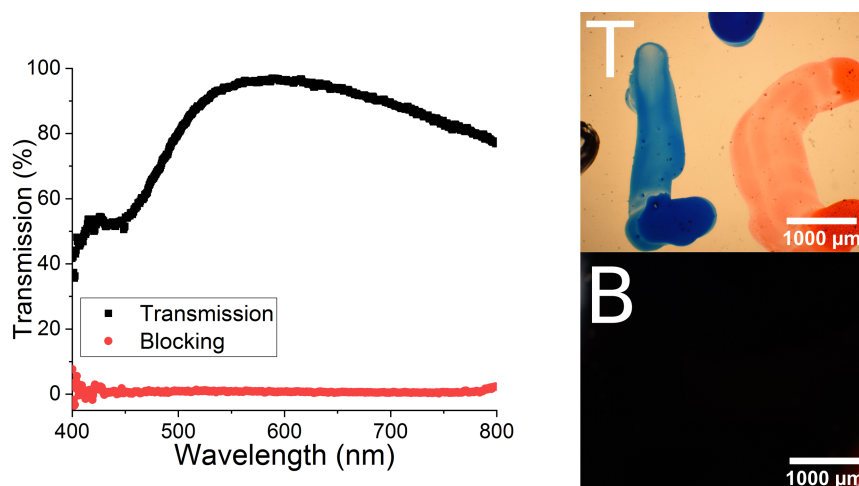 100
80
60
40
20
0
Transmission (%)
Transmission
Blocking
400
500
600
700
800
Wavelength (nm)
T
1000 µm
B
1000 µm